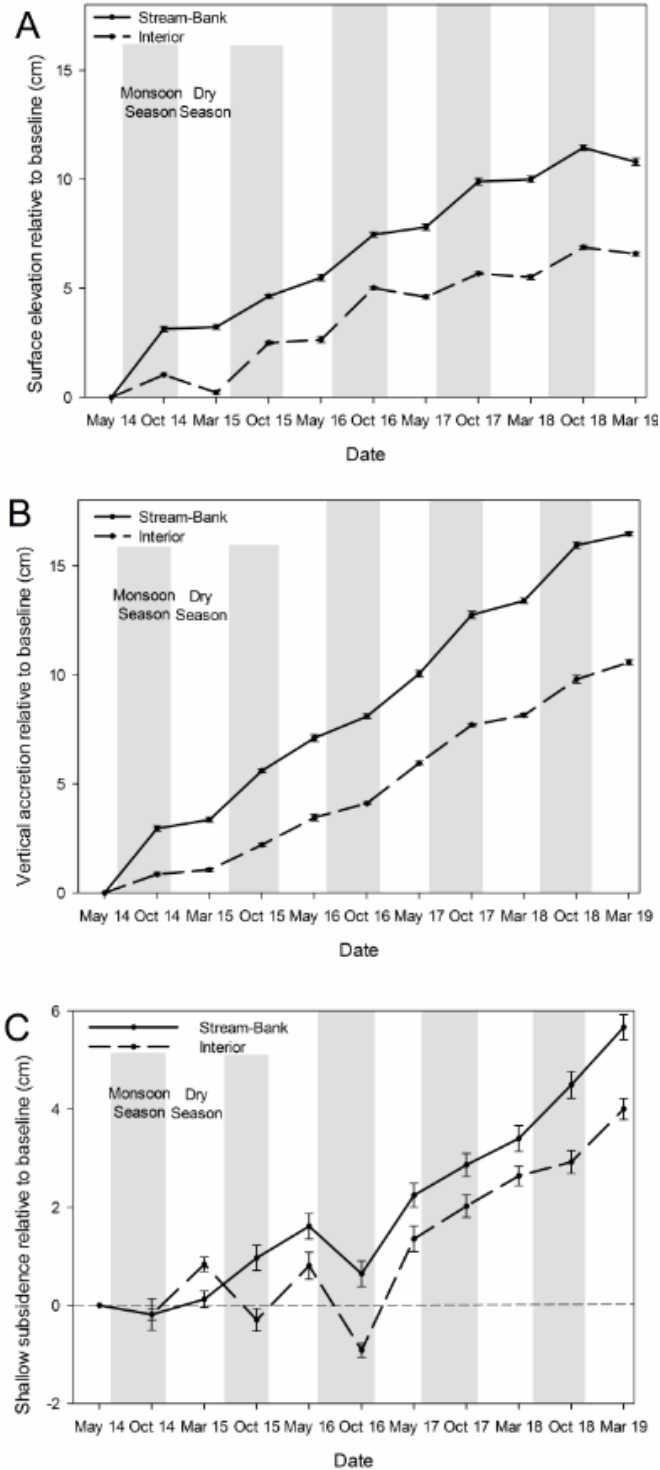 A
Stream-Bank
Interior
15
10
5
0
Monsoon Dry
Season Season
Surface elevation relative to baseline (cm)
May 14 Oct 14 Mar 15 Oct 15 May 16 Oct 16 May 17 Oct 17 Mar 18 Oct 18 Mar 19
Date
B
Stream-Bank
Interior
15
10
5
0
Monsoon Dry
Season Season
Vertical accretion relative to baseline (cm)
May 14 Oct 14 Mar 15 Oct 15 May 16 Oct 16 May 17 Oct 17 Mar 18 Oct 18 Mar 19
Date
C
Stream-Bank
Interior
6
4
2
0
-2
Monsoon Dry
Season Season
Shallow subsidence relative to baseline (cm)
May 14 Oct 14 Mar 15 Oct 15 May 16 Oct 16 May 17 Oct 17 Mar 18 Oct 18 Mar 19
Date